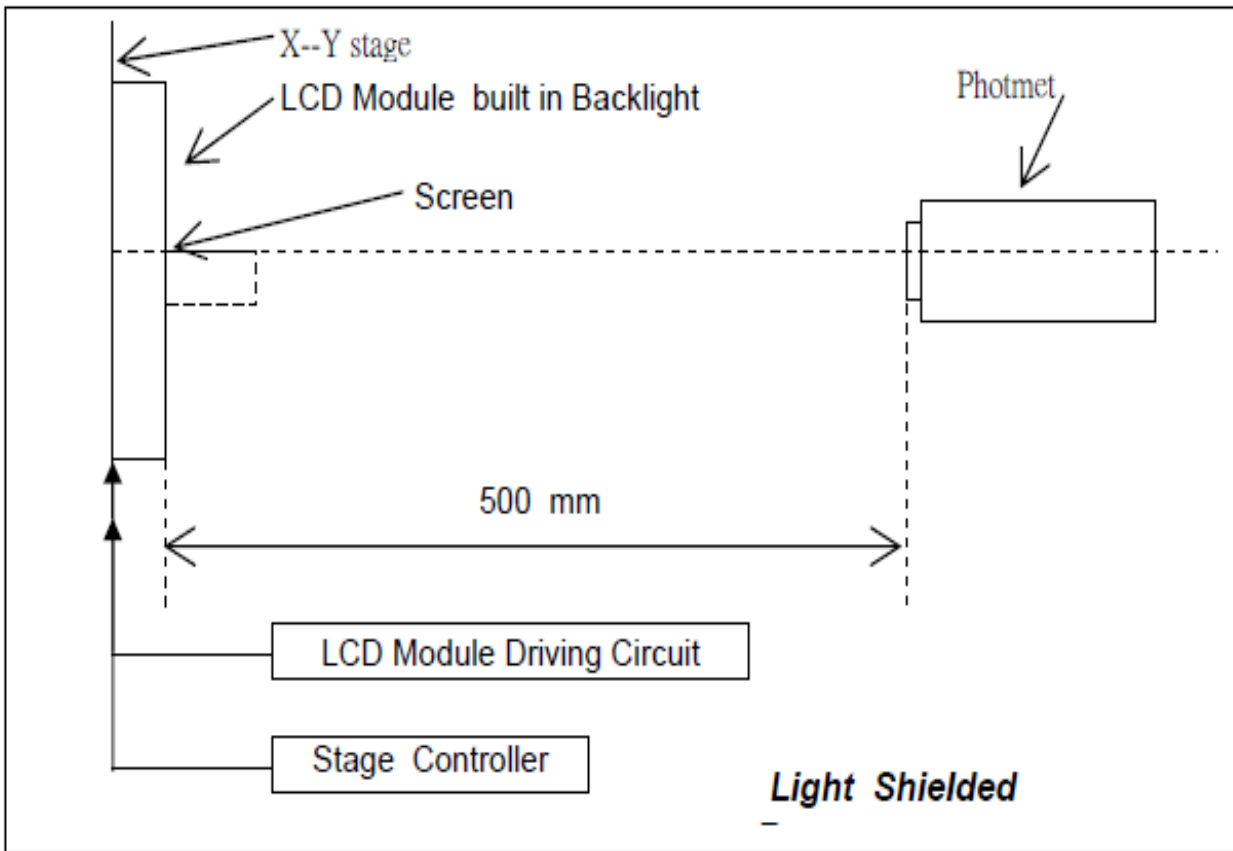 X--Y stage
LCD Module built in Backlight
Photmet
Screen
500 mm
LCD Module Driving Circuit
Stage Controller
Light Shielded